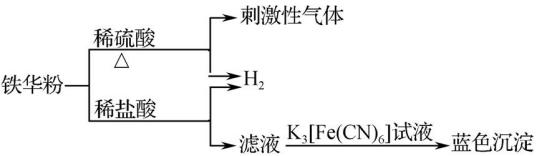 刺激性气体
稀硫酸
△
H₂
铁华粉
稀盐酸
滤液 K₃[Fe(CN)₆]试液 蓝色沉淀